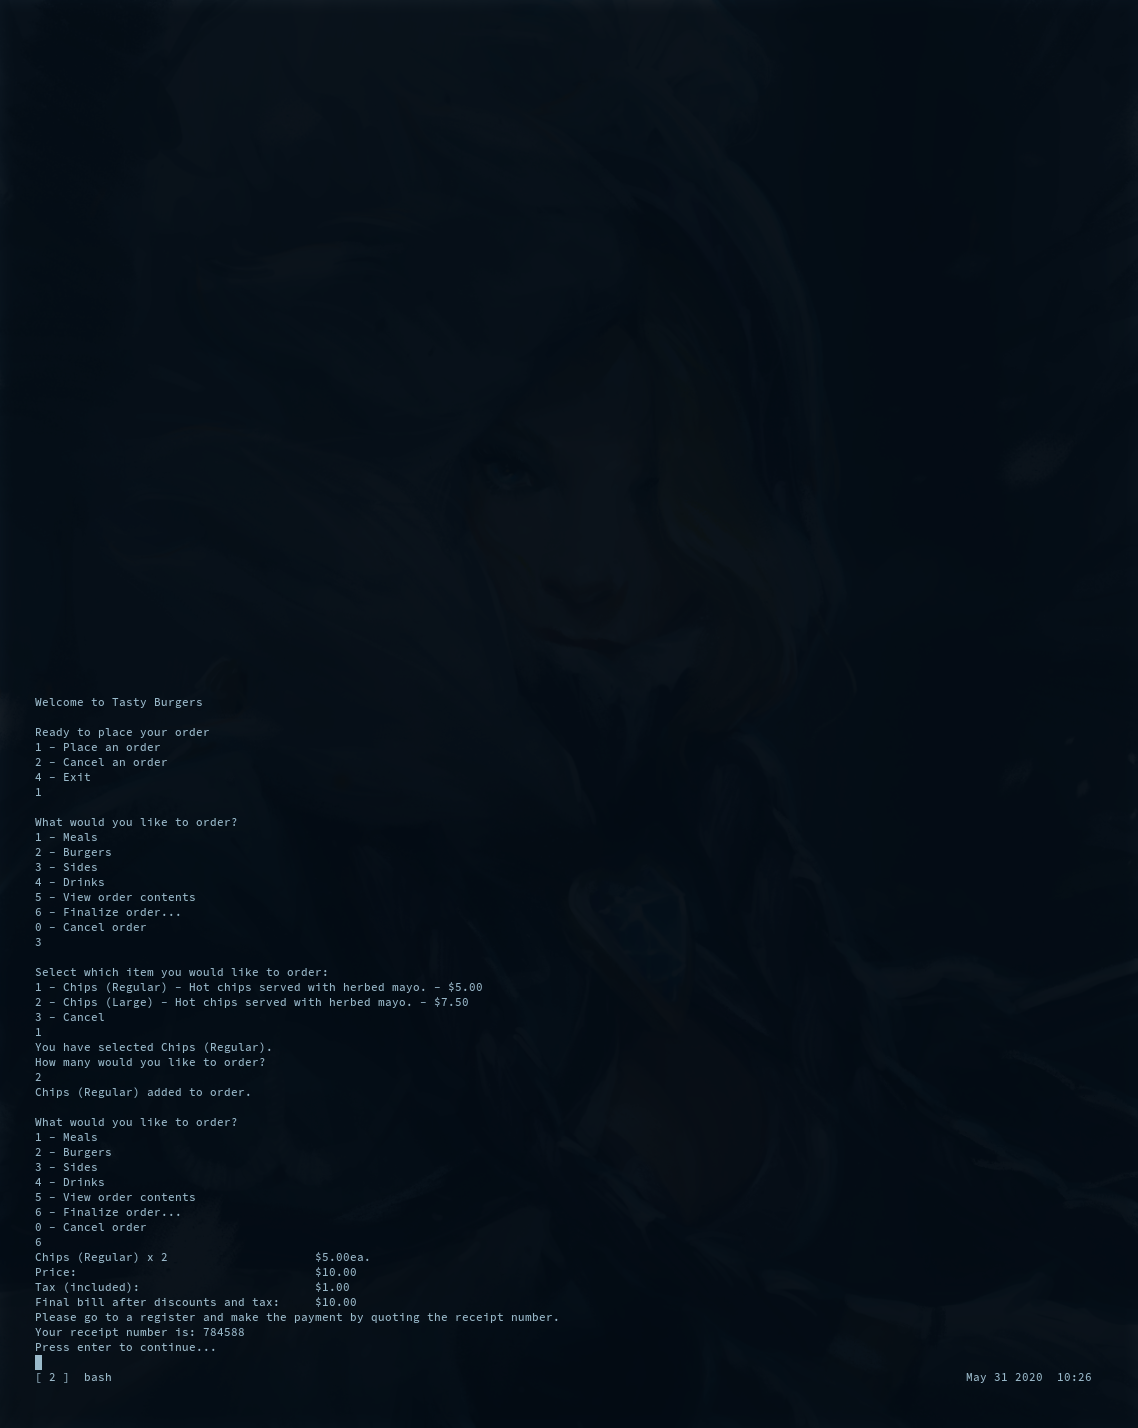 Welcome to Tasty Burgers
Ready to place your order
1 - Place an order
2 - Cancel an order
4 - Exit
1
What would you like to order?
1 - Meals
2 - Burgers
3 - Sides
4 - Drinks
5 - View order contents
6 - Finalize order...
0 - Cancel order
3
Select which item you would like to order:
1 - Chips (Regular) - Hot chips served with herbed mayo. - $5.00
2 - Chips (Large) - Hot chips served with herbed mayo. - $7.50
3 - Cancel
1
You have selected Chips (Regular).
How many would you like to order?
2
Chips (Regular) added to order.
What would you like to order?
1 - Meals
2 - Burgers
3 - Sides
4 - Drinks
5 - View order contents
6 - Finalize order...
0 - Cancel order
6
Chips (Regular) x 2 $5.00ea.
Price: $10.00
Tax (included): $1.00
Final bill after discounts and tax: $10.00
Please go to a register and make the payment by quoting the receipt number.
Your receipt number is: 784588
Press enter to continue...
[ 2 ] bash May 31 2020 10:26